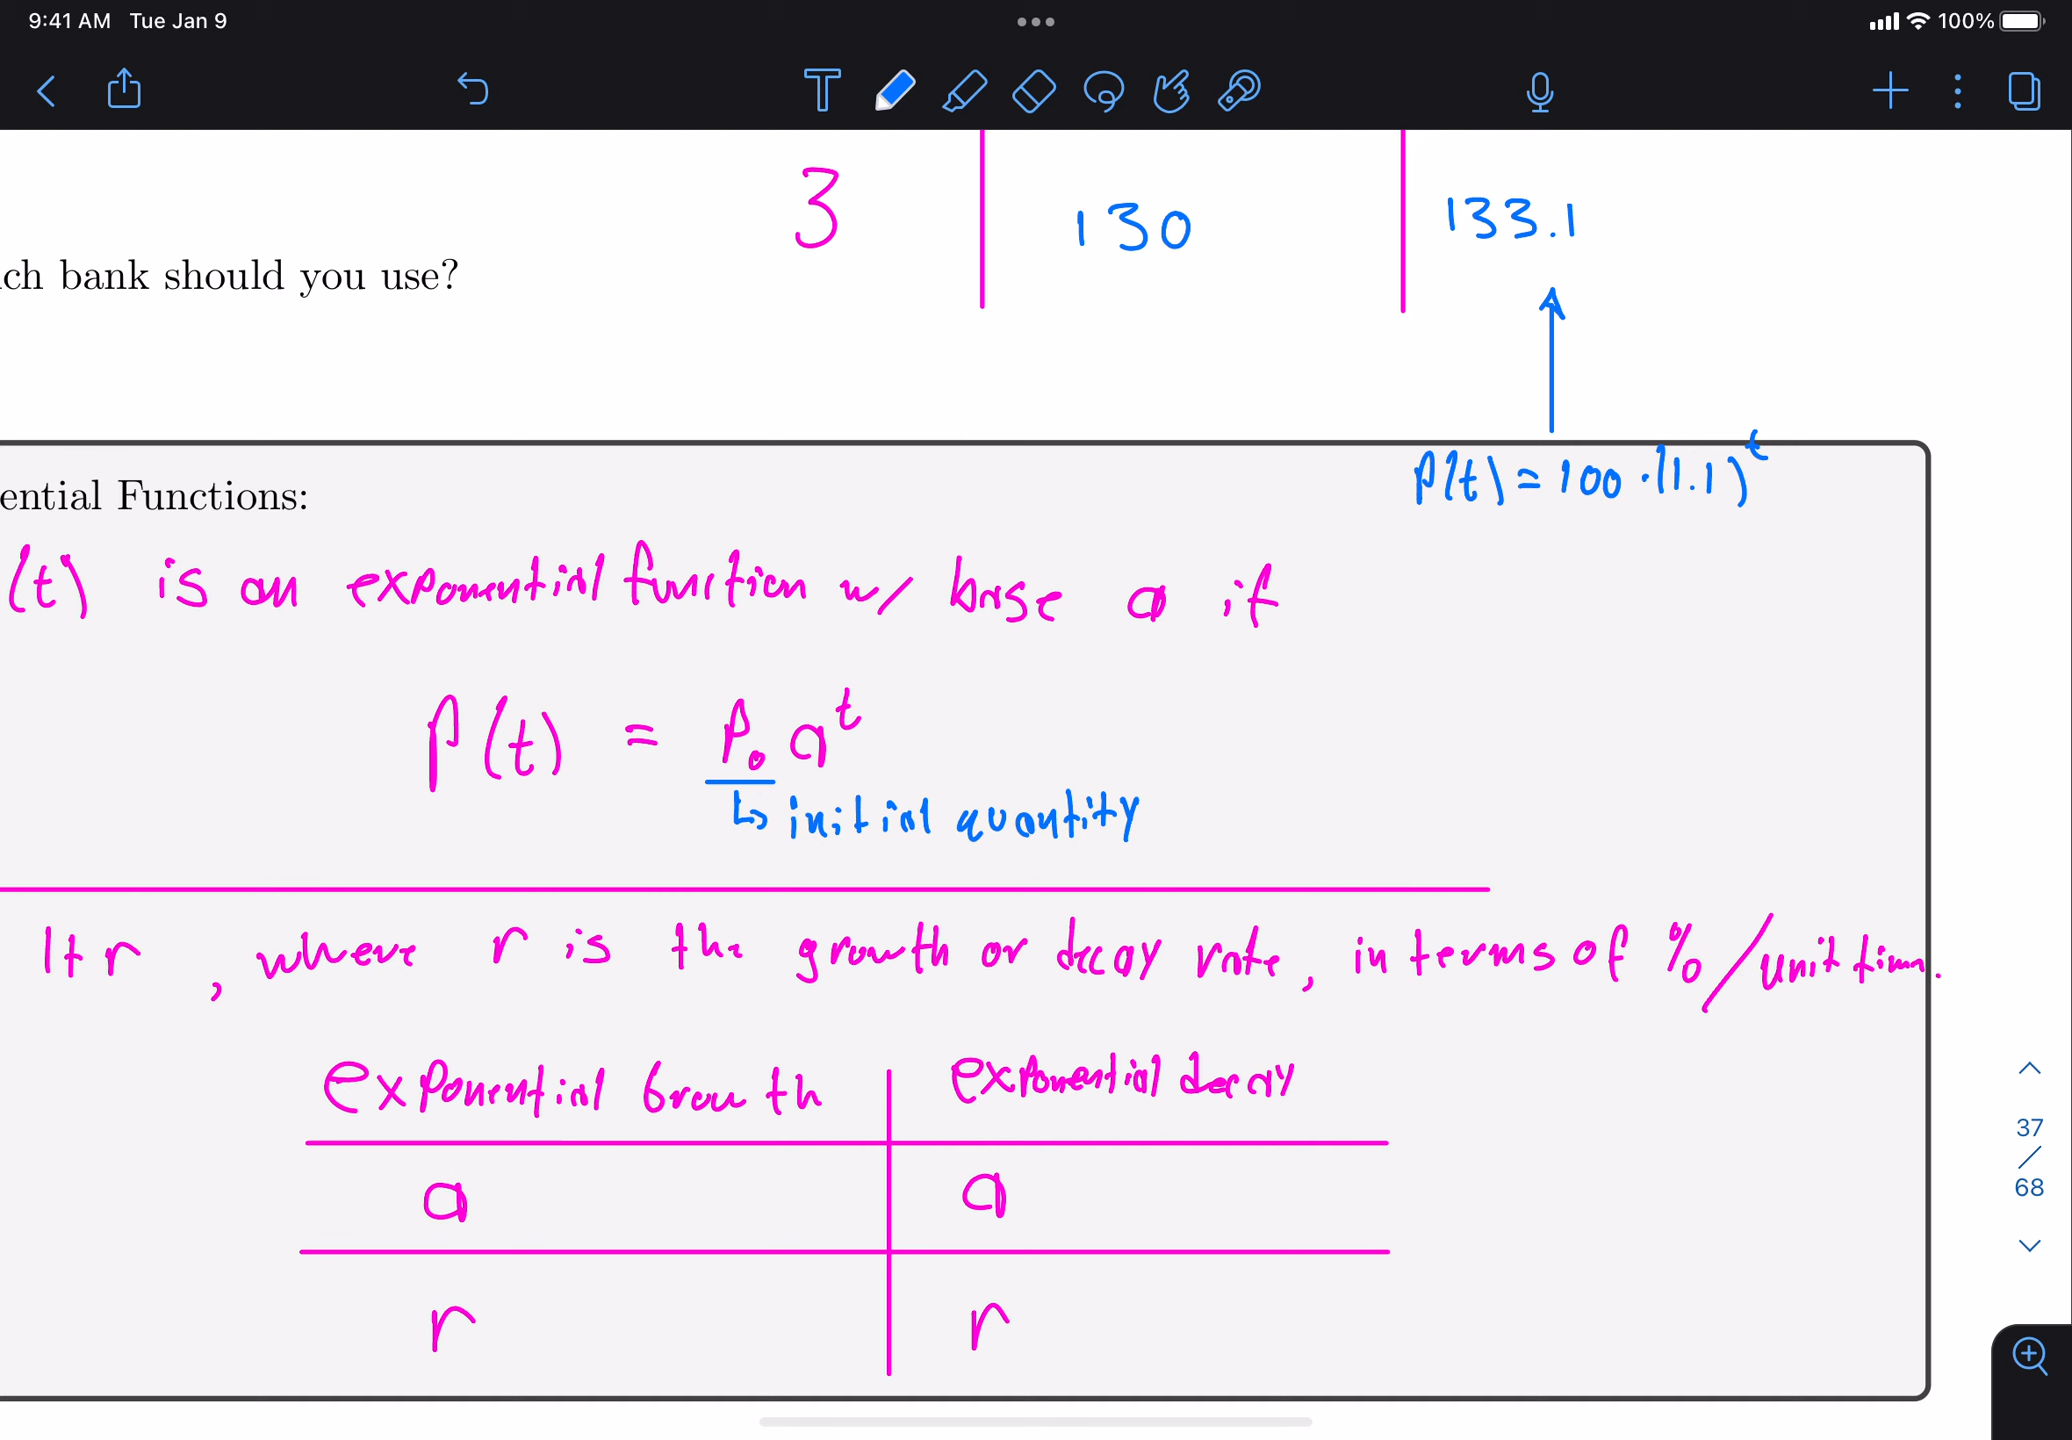 9:41 AM Tue Jan 9 100%
3 130 133.1
ch bank should you use?
P(t) = 100 · (1.1)^t
ential Functions:
(t) is an exponential function w/ base a if
P(t) = P₀ a^t
↳ initial quantity
1+r, where r is the growth or decay rate, in terms of %/unit time.
exponential Growth exponential decay
a a
r r
37
/
68